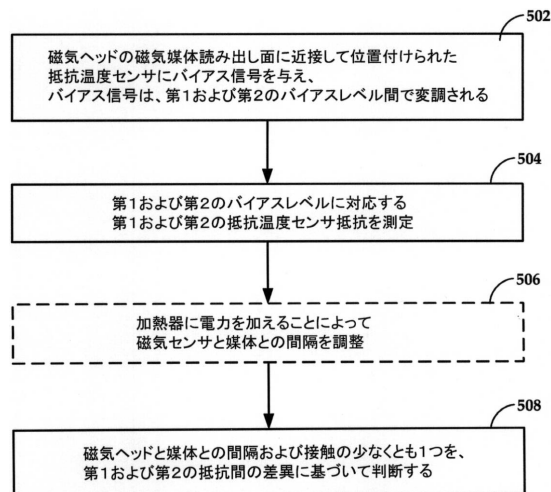 502
磁気ヘッドの磁気媒体読み出し面に近接して位置付けられた
抵抗温度センサにバイアス信号を与え、
バイアス信号は、第1および第2のバイアスレベル間で変調される
504
第1および第2のバイアスレベルに対応する
第1および第2の抵抗温度センサ抵抗を測定
506
加熱器に電力を加えることによって
磁気センサと媒体との間隔を調整
508
磁気ヘッドと媒体との間隔および接触の少なくとも1つを、
第1および第2の抵抗間の差異に基づいて判断する